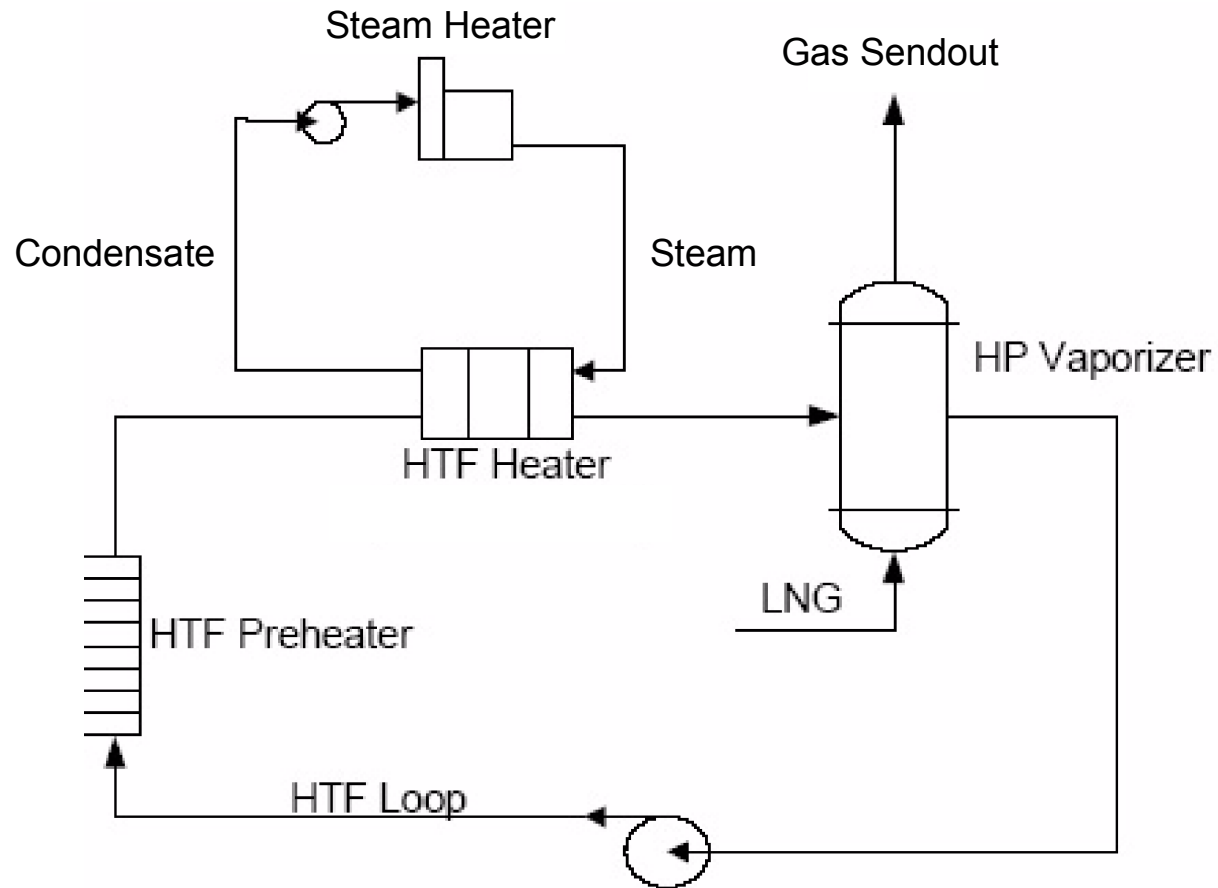 Steam Heater
Gas Sendout
Condensate
Steam
HP Vaporizer
HTF Heater
LNG
HTF Preheater
HTF Loop